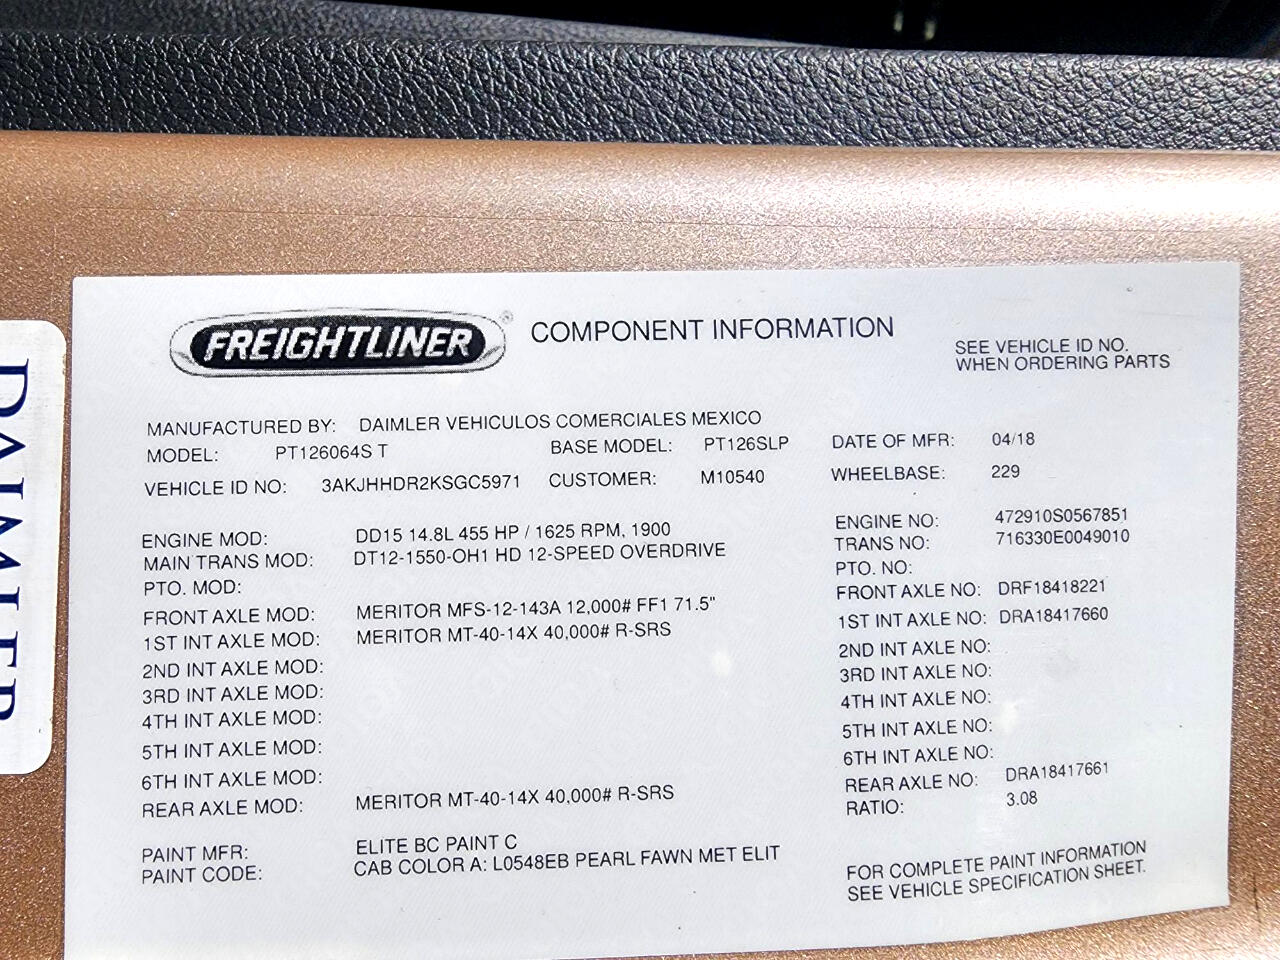 FREIGHTLINER ® COMPONENT INFORMATION
SEE VEHICLE ID NO.
WHEN ORDERING PARTS
MANUFACTURED BY: DAIMLER VEHICULOS COMERCIALES MEXICO
MODEL: PT126064S T BASE MODEL: PT126SLP DATE OF MFR: 04/18
VEHICLE ID NO: 3AKJHHDR2KSGC5971 CUSTOMER: M10540 WHEELBASE: 229
ENGINE MOD: DD15 14.8L 455 HP / 1625 RPM, 1900 ENGINE NO: 472910S0567851
MAIN TRANS MOD: DT12-1550-OH1 HD 12-SPEED OVERDRIVE TRANS NO: 716330E0049010
PTO. MOD: PTO. NO:
FRONT AXLE MOD: MERITOR MFS-12-143A 12,000# FF1 71.5" FRONT AXLE NO: DRF18418221
1ST INT AXLE MOD: MERITOR MT-40-14X 40,000# R-SRS 1ST INT AXLE NO: DRA18417660
2ND INT AXLE MOD: 2ND INT AXLE NO:
3RD INT AXLE MOD: 3RD INT AXLE NO:
4TH INT AXLE MOD: 4TH INT AXLE NO:
5TH INT AXLE MOD: 5TH INT AXLE NO:
6TH INT AXLE MOD: 6TH INT AXLE NO:
REAR AXLE MOD: MERITOR MT-40-14X 40,000# R-SRS REAR AXLE NO: DRA18417661
RATIO: 3.08
PAINT MFR: ELITE BC PAINT C
PAINT CODE: CAB COLOR A: L0548EB PEARL FAWN MET ELIT
FOR COMPLETE PAINT INFORMATION
SEE VEHICLE SPECIFICATION SHEET.
DAIMLER